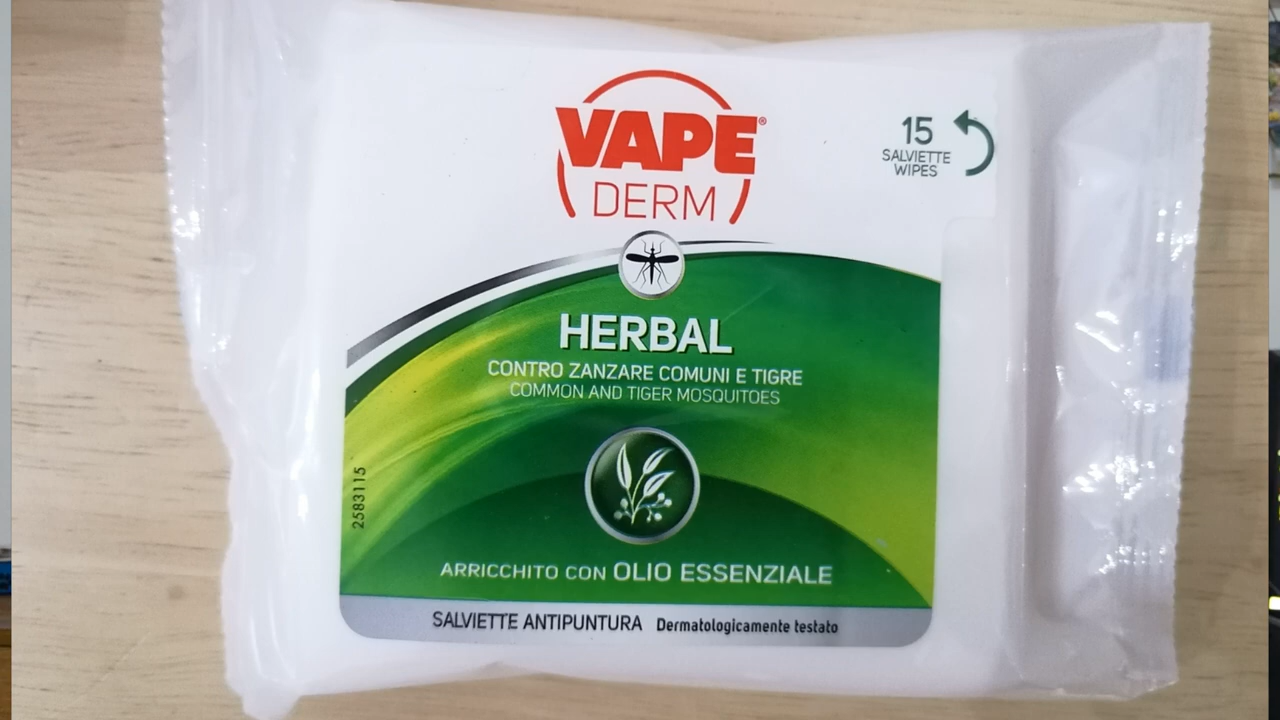 VAPE®
DERM
15
SALVIETTE
WIPES
HERBAL
CONTRO ZANZARE COMUNI E TIGRE
COMMON AND TIGER MOSQUITOES
2583115
ARRICCHITO CON OLIO ESSENZIALE
SALVIETTE ANTIPUNTURA Dermatologicamente testato